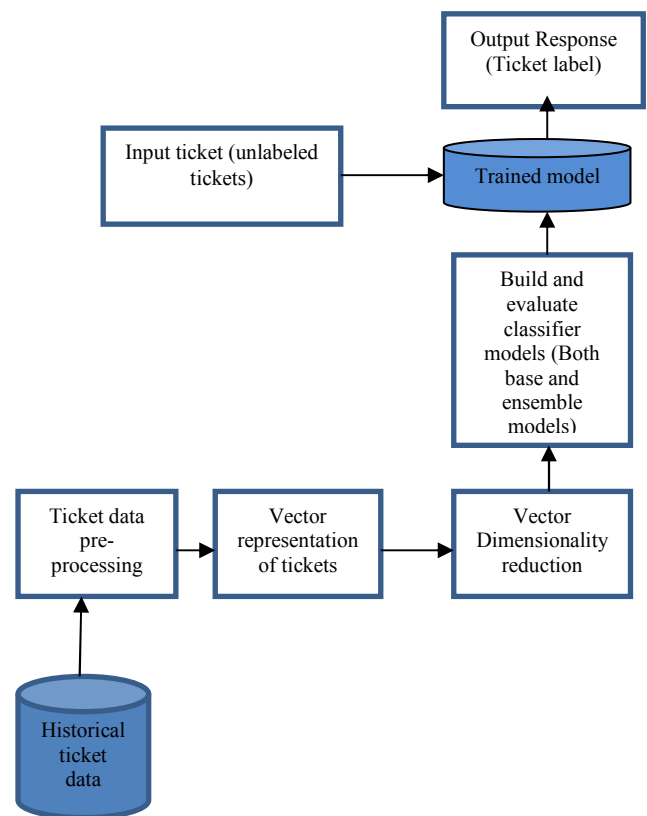 Output Response
(Ticket label)
Input ticket (unlabeled
tickets)
Trained model
Build and
evaluate
classifier
models (Both
base and
ensemble
models)
Ticket data
pre-
processing
Vector
representation
of tickets
Vector
Dimensionality
reduction
Historical
ticket
data